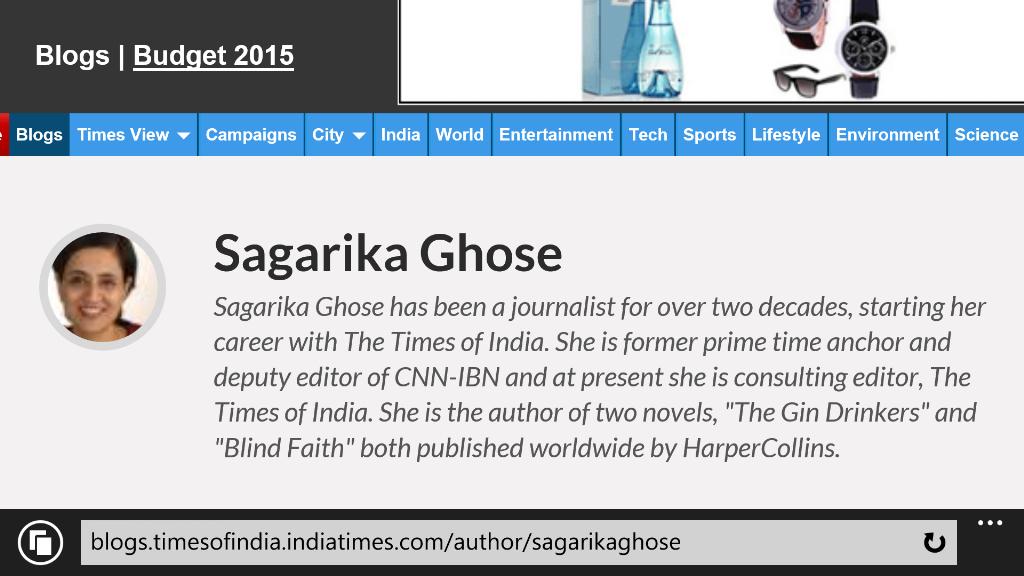 Blogs | Budget 2015
e Blogs Times View Campaigns City India World Entertainment Tech Sports Lifestyle Environment Science
Sagarika Ghose
Sagarika Ghose has been a journalist for over two decades, starting her
career with The Times of India. She is former prime time anchor and
deputy editor of CNN-IBN and at present she is consulting editor, The
Times of India. She is the author of two novels, "The Gin Drinkers" and
"Blind Faith" both published worldwide by HarperCollins.
blogs.timesofindia.indiatimes.com/author/sagarikaghose